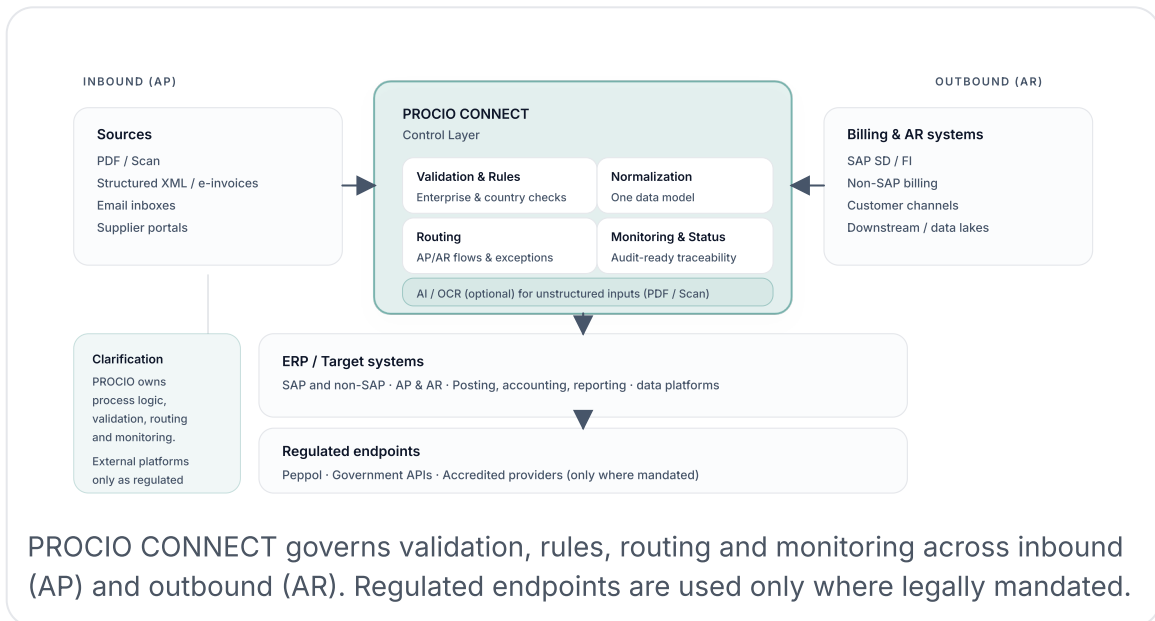 INBOUND (AP)
OUTBOUND (AR)
Sources
PDF / Scan
Structured XML / e-invoices
Email inboxes
Supplier portals
PROCIO CONNECT
Control Layer
Validation & Rules
Enterprise & country checks
Normalization
One data model
Routing
AP/AR flows & exceptions
Monitoring & Status
Audit-ready traceability
AI / OCR (optional) for unstructured inputs (PDF / Scan)
Billing & AR systems
SAP SD / FI
Non-SAP billing
Customer channels
Downstream / data lakes
Clarification
PROCIO owns
process logic,
validation, routing
and monitoring.
External platforms
only as regulated
ERP / Target systems
SAP and non-SAP · AP & AR · Posting, accounting, reporting · data platforms
Regulated endpoints
Peppol · Government APIs · Accredited providers (only where mandated)
PROCIO CONNECT governs validation, rules, routing and monitoring across inbound
(AP) and outbound (AR). Regulated endpoints are used only where legally mandated.